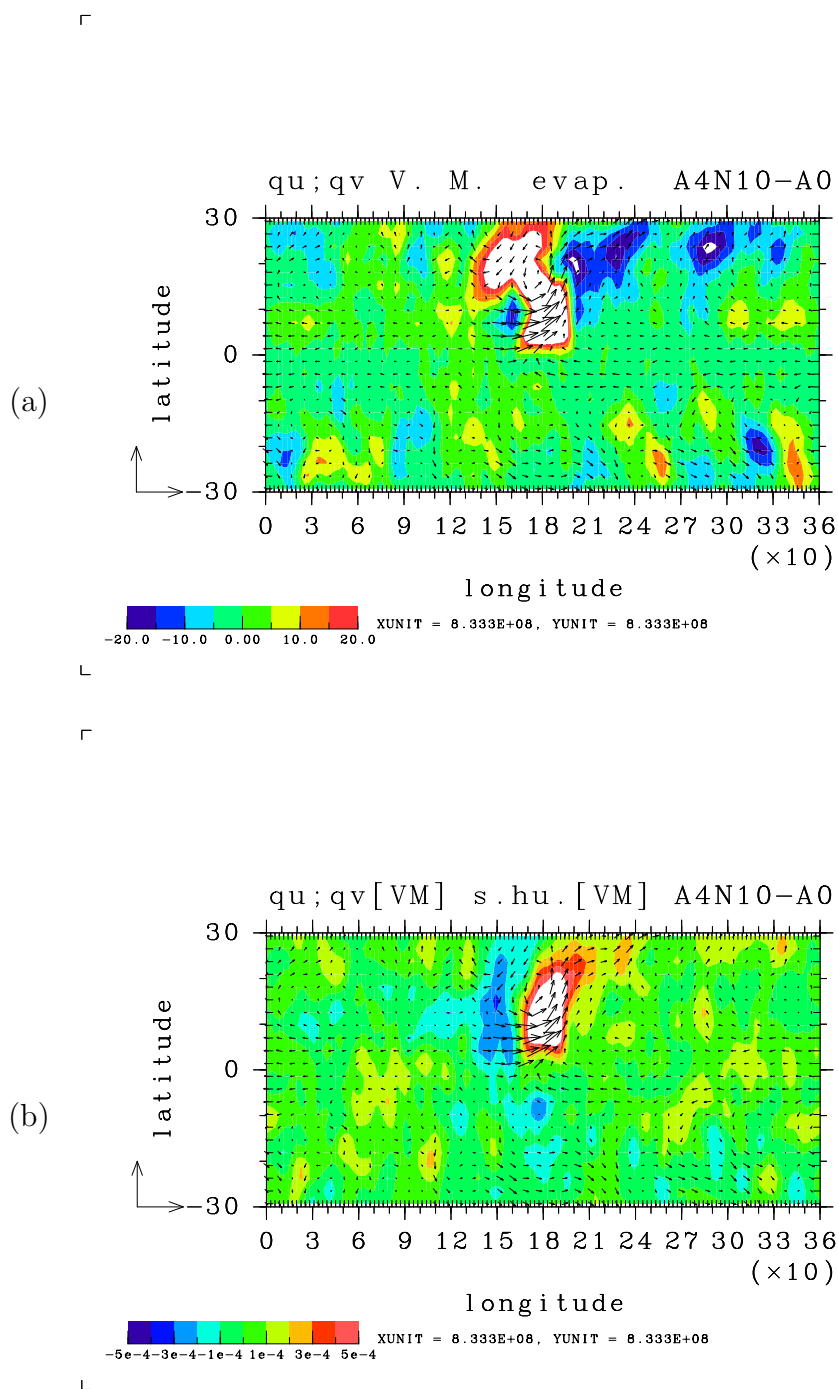 qu;qv V. M. evap. A4N10−A0
30
0
−30
latitude
(a)
0 3 6 9 12 15 18 21 24 27 30 33 36
(×10)
longitude
-20.0 -10.0 0.00 10.0 20.0
XUNIT = 8.333E+08, YUNIT = 8.333E+08
qu;qv[VM] s.hu.[VM] A4N10−A0
30
0
−30
latitude
(b)
0 3 6 9 12 15 18 21 24 27 30 33 36
(×10)
longitude
-5e-4 -3e-4 -1e-4 1e-4 3e-4 5e-4
XUNIT = 8.333E+08, YUNIT = 8.333E+08